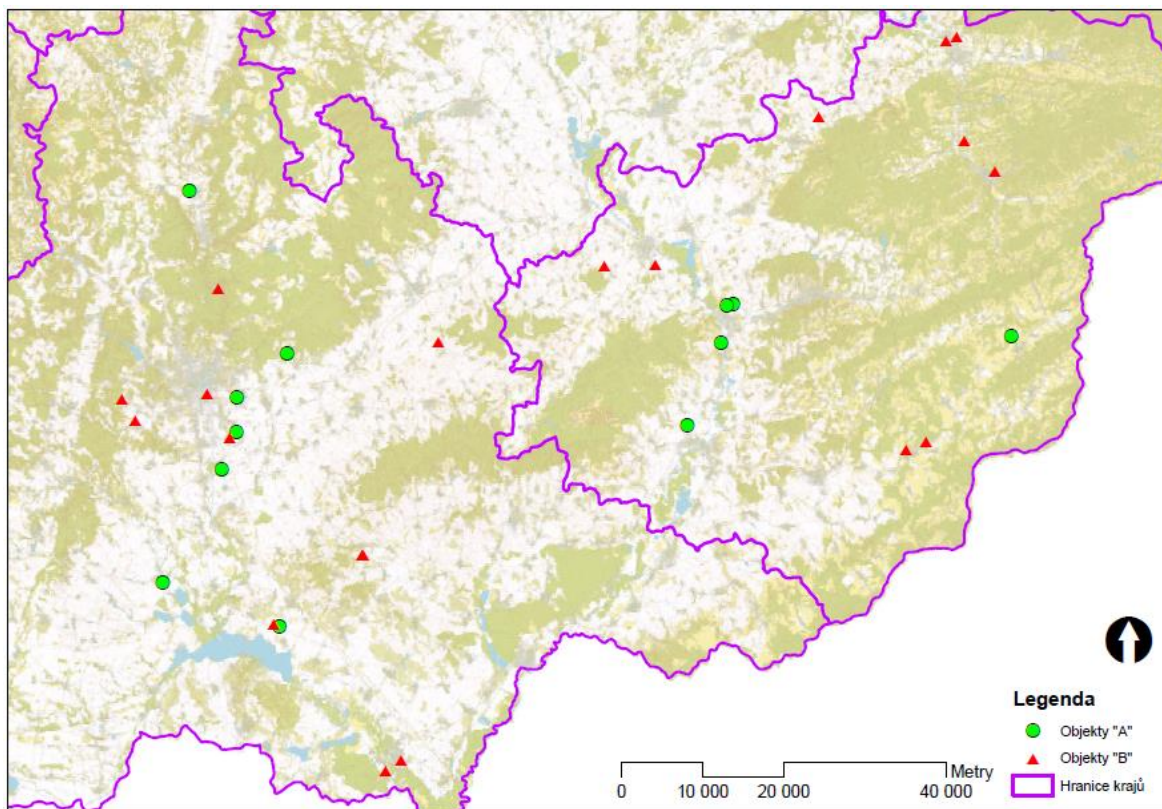 Legenda
Objekty "A"
Objekty "B"
Hranice krajů
Metry
0 10 000 20 000 40 000